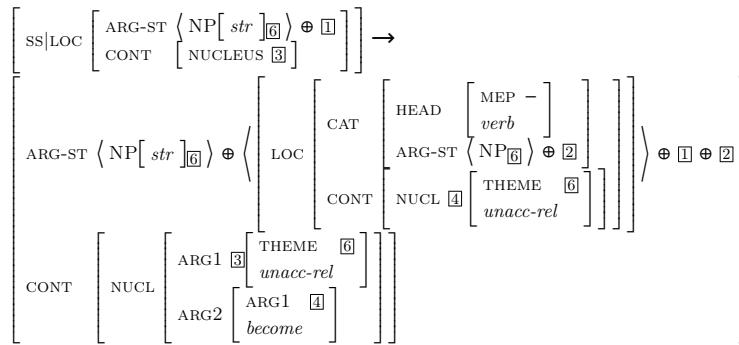 SS|LOC [ ARG-ST ⟨ NP[ str ]6 ⟩ ⊕ 1
CONT [ NUCLEUS 3 ] ] →
CAT [ HEAD [ MEP −
verb ]
ARG-ST ⟨ NP[ str ]6 ⟩ ⊕ ⟨ [ LOC [ ARG-ST ⟨ NP6 ⟩ ⊕ 2 ] ] ⟩ ⊕ 1 ⊕ 2
CONT [ NUCL 4 [ THEME 6
unacc-rel ] ]
CONT [ NUCL [ ARG1 3 [ THEME 6
unacc-rel ]
ARG2 [ ARG1 4
become ] ] ]